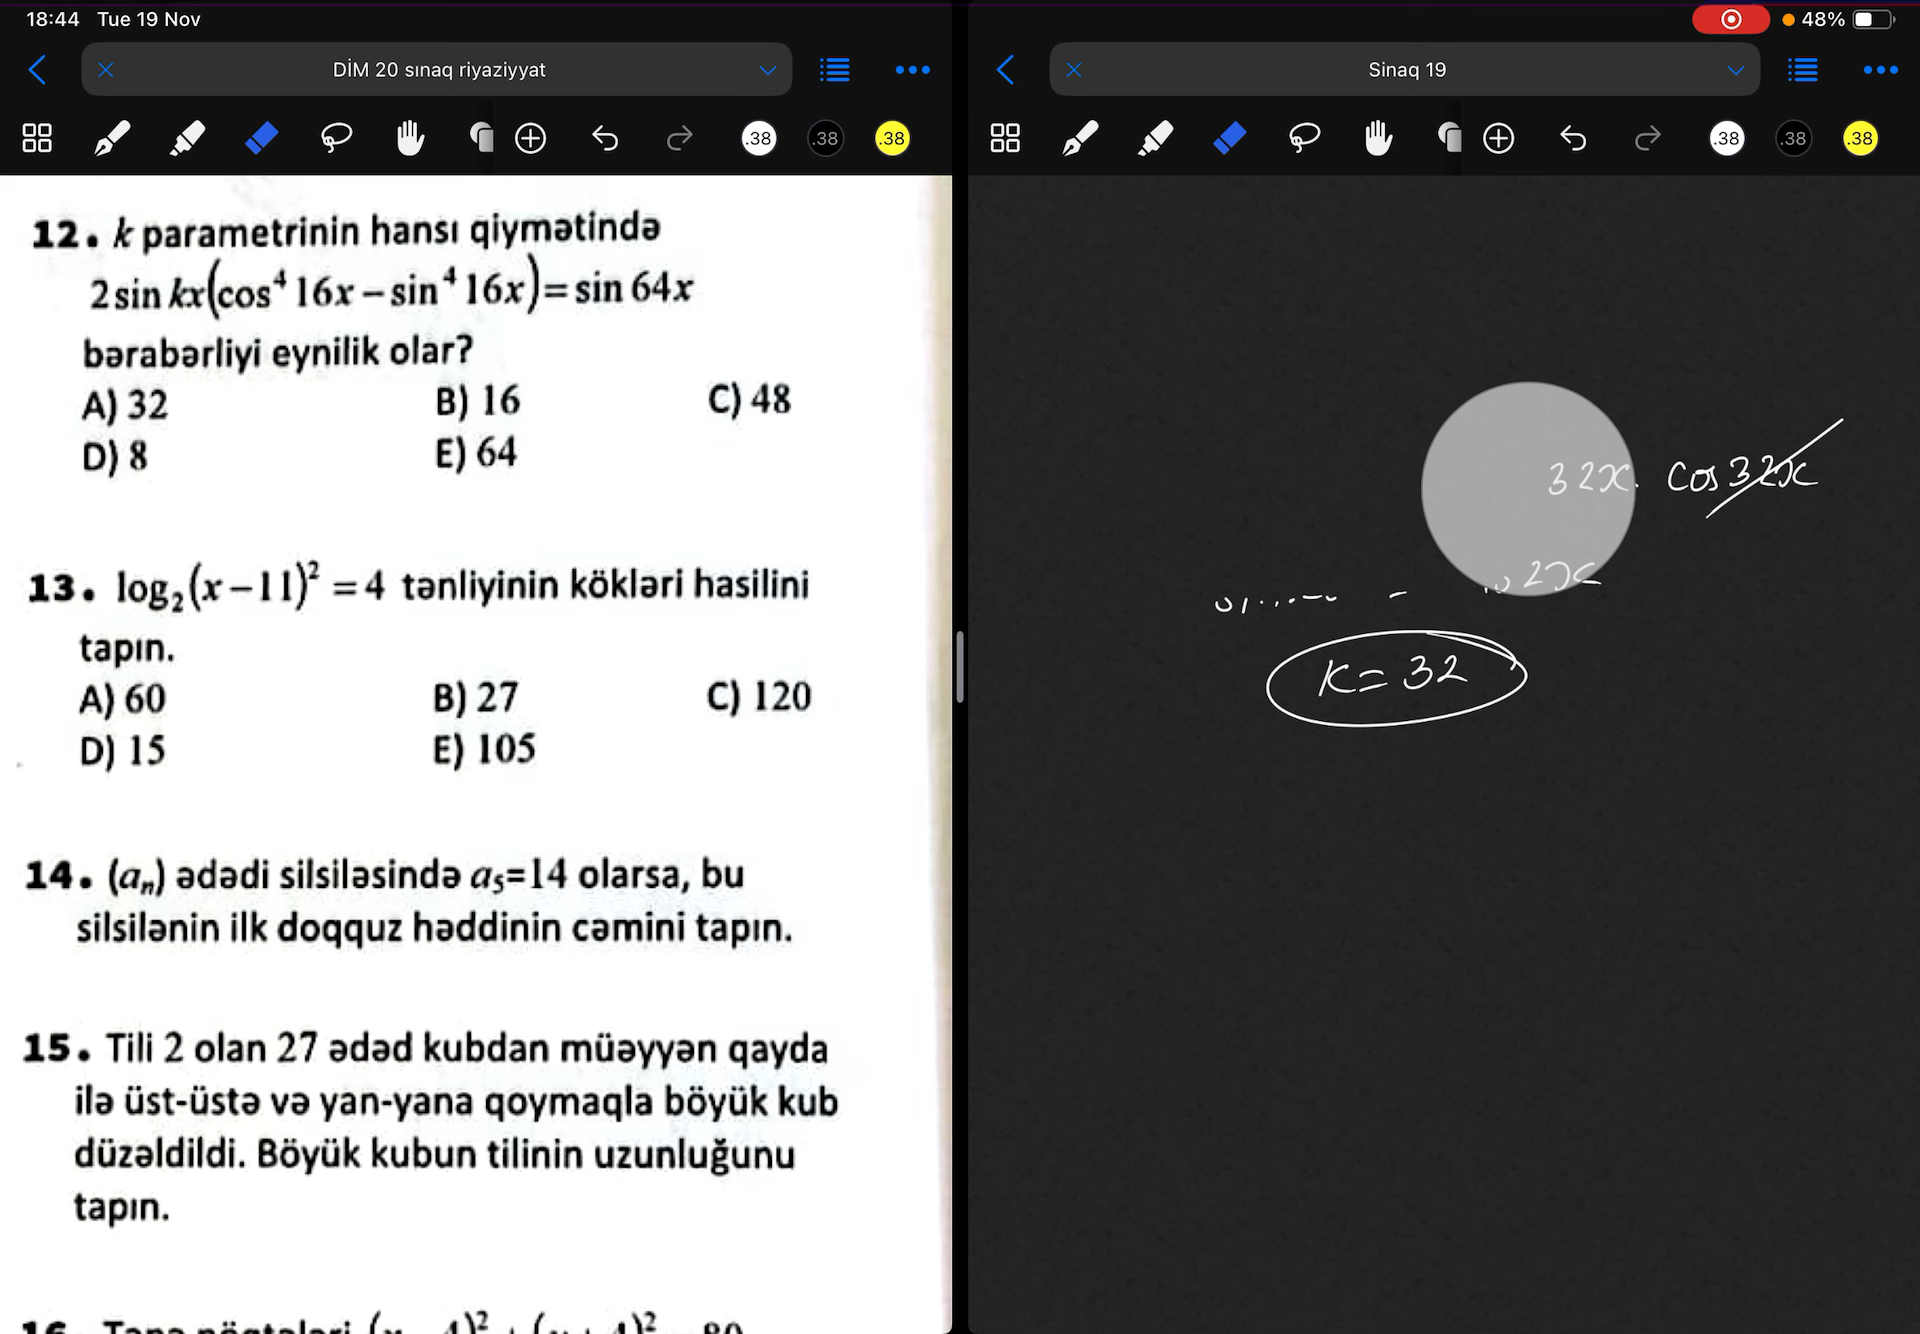 18:44 Tue 19 Nov
48%
DİM 20 sınaq riyaziyyat
Sinaq 19
.38 .38 .38
.38 .38 .38
12. k parametrinin hansı qiymətində
2 sin kx(cos⁴ 16x – sin⁴ 16x) = sin 64x
bərabərliyi eynilik olar?
A) 32 B) 16 C) 48
D) 8 E) 64
13. log₂(x – 11)² = 4 tənliyinin kökləri hasilini
tapın.
A) 60 B) 27 C) 120
D) 15 E) 105
14. (aₙ) ədədi silsiləsində a₅=14 olarsa, bu
silsilənin ilk doqquz həddinin cəmini tapın.
15. Tili 2 olan 27 ədəd kubdan müəyyən qayda
ilə üst-üstə və yan-yana qoymaqla böyük kub
düzəldildi. Böyük kubun tilinin uzunluğunu
tapın.
32x. cos 32x
2x
k = 32